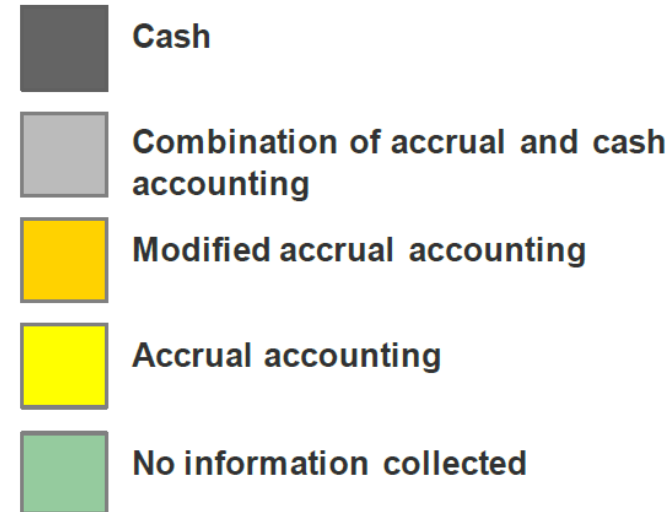 Cash
Combination of accrual and cash
accounting
Modified accrual accounting
Accrual accounting
No information collected